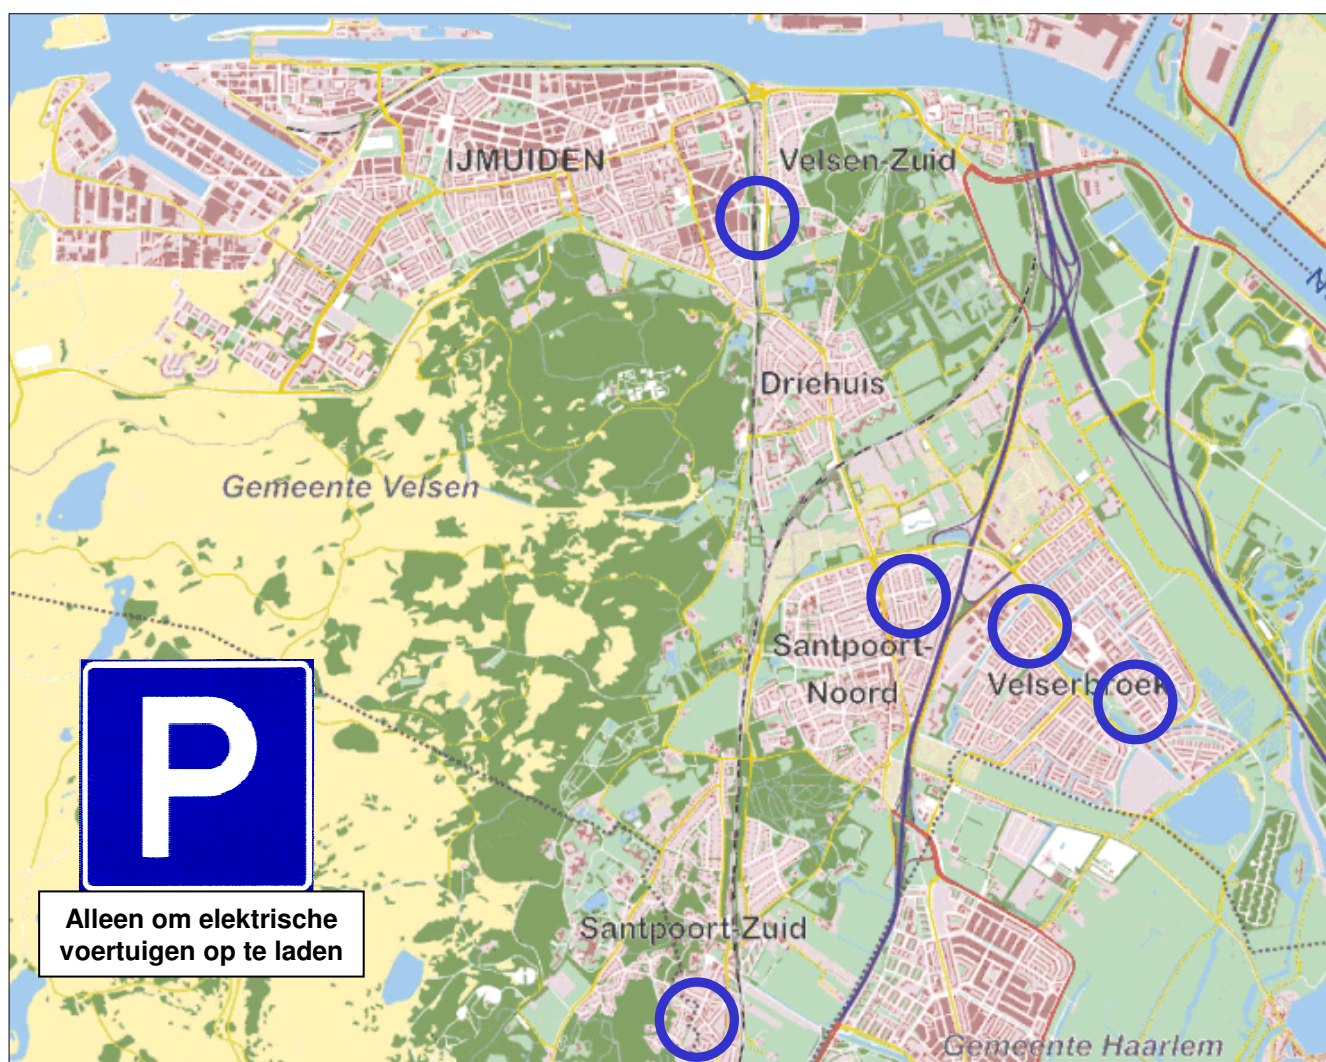 IJMUIDEN
Velsen-Zuid
Driehuis
Gemeente Velsen
Santpoort-
Noord
Velserbroek
P
Alleen om elektrische
voertuigen op te laden
Santpoort-Zuid
Gemeente Haarlem